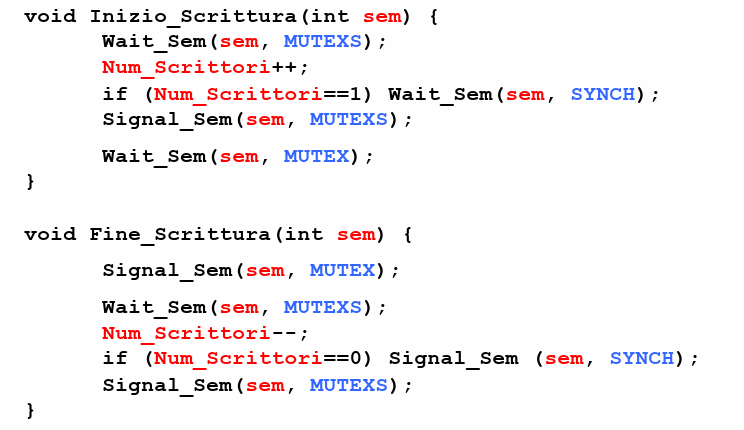 void Inizio_Scrittura(int sem) {
Wait_Sem(sem, MUTEXS);
Num_Scrittori++;
if (Num_Scrittori==1) Wait_Sem(sem, SYNCH);
Signal_Sem(sem, MUTEXS);
Wait_Sem(sem, MUTEX);
}
void Fine_Scrittura(int sem) {
Signal_Sem(sem, MUTEX);
Wait_Sem(sem, MUTEXS);
Num_Scrittori--;
if (Num_Scrittori==0) Signal_Sem (sem, SYNCH);
Signal_Sem(sem, MUTEXS);
}